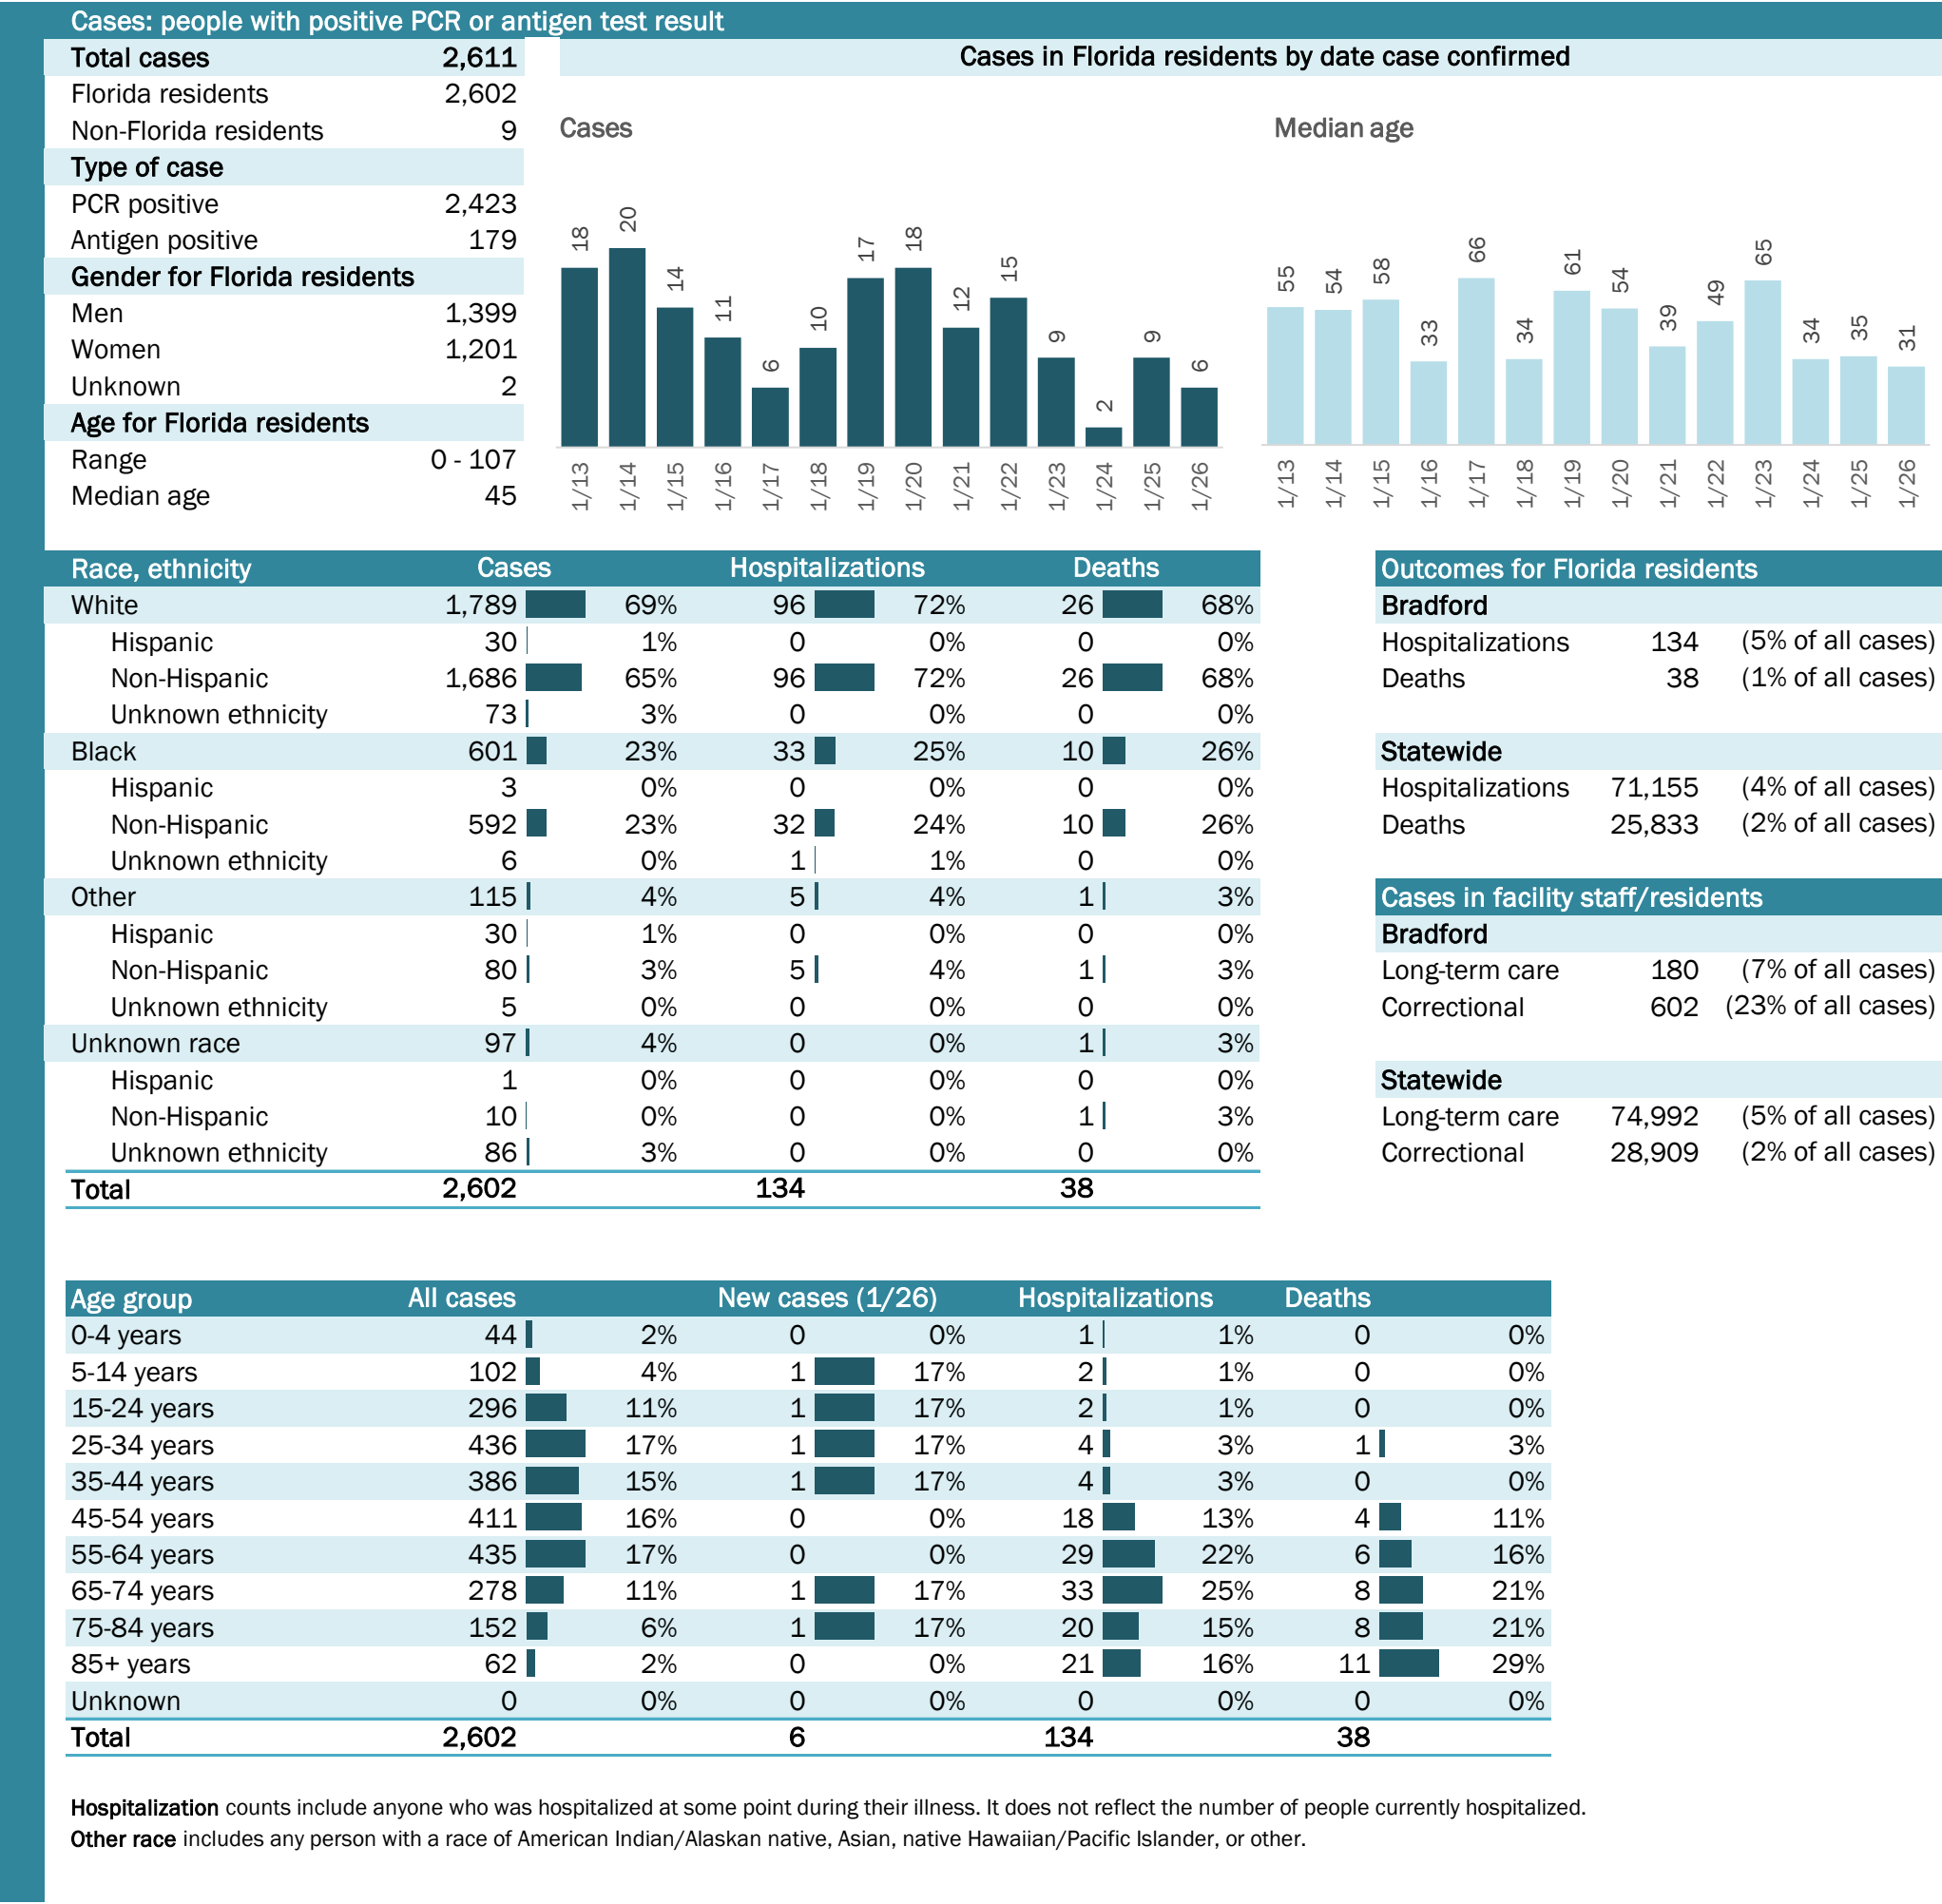 Cases: people with positive PCR or antigen test result
Total cases 2,611
Florida residents 2,602
Non-Florida residents 9
Type of case
PCR positive 2,423
Antigen positive 179
Gender for Florida residents
Men 1,399
Women 1,201
Unknown 2
Age for Florida residents
Range 0 - 107
Median age 45
Cases in Florida residents by date case confirmed
Cases
18 20 14 11 6 10 17 18 12 15 9 2 9 6
1/13 1/14 1/15 1/16 1/17 1/18 1/19 1/20 1/21 1/22 1/23 1/24 1/25 1/26
Median age
55 54 58 33 66 34 61 54 39 49 65 34 35 31
1/13 1/14 1/15 1/16 1/17 1/18 1/19 1/20 1/21 1/22 1/23 1/24 1/25 1/26
Race, ethnicity Cases Hospitalizations Deaths
White 1,789 69% 96 72% 26 68%
Hispanic 30 1% 0 0% 0 0%
Non-Hispanic 1,686 65% 96 72% 26 68%
Unknown ethnicity 73 3% 0 0% 0 0%
Black 601 23% 33 25% 10 26%
Hispanic 3 0% 0 0% 0 0%
Non-Hispanic 592 23% 32 24% 10 26%
Unknown ethnicity 6 0% 1 1% 0 0%
Other 115 4% 5 4% 1 3%
Hispanic 30 1% 0 0% 0 0%
Non-Hispanic 80 3% 5 4% 1 3%
Unknown ethnicity 5 0% 0 0% 0 0%
Unknown race 97 4% 0 0% 1 3%
Hispanic 1 0% 0 0% 0 0%
Non-Hispanic 10 0% 0 0% 1 3%
Unknown ethnicity 86 3% 0 0% 0 0%
Total 2,602 134 38
Outcomes for Florida residents
Bradford
Hospitalizations 134 (5% of all cases)
Deaths 38 (1% of all cases)
Statewide
Hospitalizations 71,155 (4% of all cases)
Deaths 25,833 (2% of all cases)
Cases in facility staff/residents
Bradford
Long-term care 180 (7% of all cases)
Correctional 602 (23% of all cases)
Statewide
Long-term care 74,992 (5% of all cases)
Correctional 28,909 (2% of all cases)
Age group All cases New cases (1/26) Hospitalizations Deaths
0-4 years 44 2% 0 0% 1 1% 0 0%
5-14 years 102 4% 1 17% 2 1% 0 0%
15-24 years 296 11% 1 17% 2 1% 0 0%
25-34 years 436 17% 1 17% 4 3% 1 3%
35-44 years 386 15% 1 17% 4 3% 0 0%
45-54 years 411 16% 0 0% 18 13% 4 11%
55-64 years 435 17% 0 0% 29 22% 6 16%
65-74 years 278 11% 1 17% 33 25% 8 21%
75-84 years 152 6% 1 17% 20 15% 8 21%
85+ years 62 2% 0 0% 21 16% 11 29%
Unknown 0 0% 0 0% 0 0% 0 0%
Total 2,602 6 134 38
Hospitalization counts include anyone who was hospitalized at some point during their illness. It does not reflect the number of people currently hospitalized.
Other race includes any person with a race of American Indian/Alaskan native, Asian, native Hawaiian/Pacific Islander, or other.